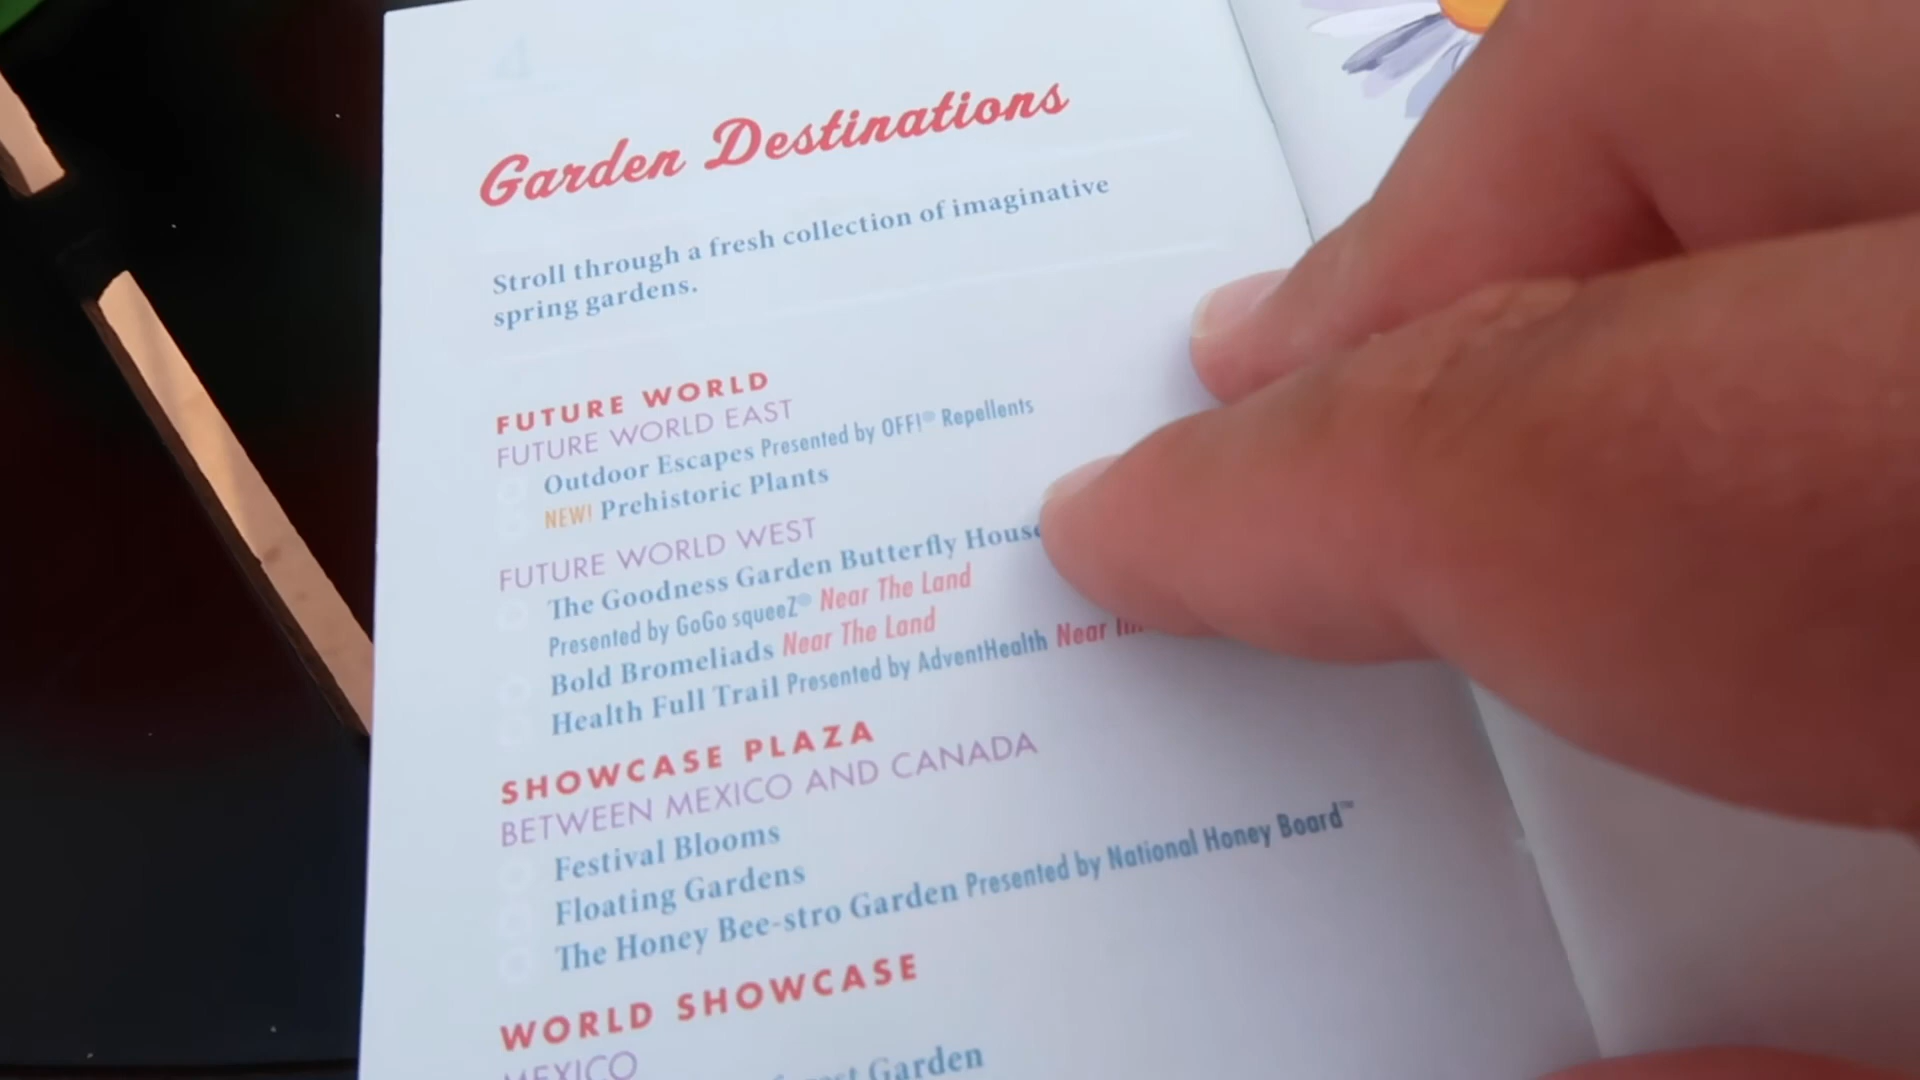 Garden Destinations
Stroll through a fresh collection of imaginative
spring gardens.
FUTURE WORLD
FUTURE WORLD EAST
Outdoor Escapes Presented by OFF!® Repellents
NEW! Prehistoric Plants
FUTURE WORLD WEST
The Goodness Garden Butterfly House
Presented by GoGo squeeZ® Near The Land
Bold Bromeliads Near The Land
Health Full Trail Presented by AdventHealth Near
SHOWCASE PLAZA
BETWEEN MEXICO AND CANADA
Festival Blooms
Floating Gardens
The Honey Bee-stro Garden Presented by National Honey Board™
WORLD SHOWCASE
MEXICO
Garden